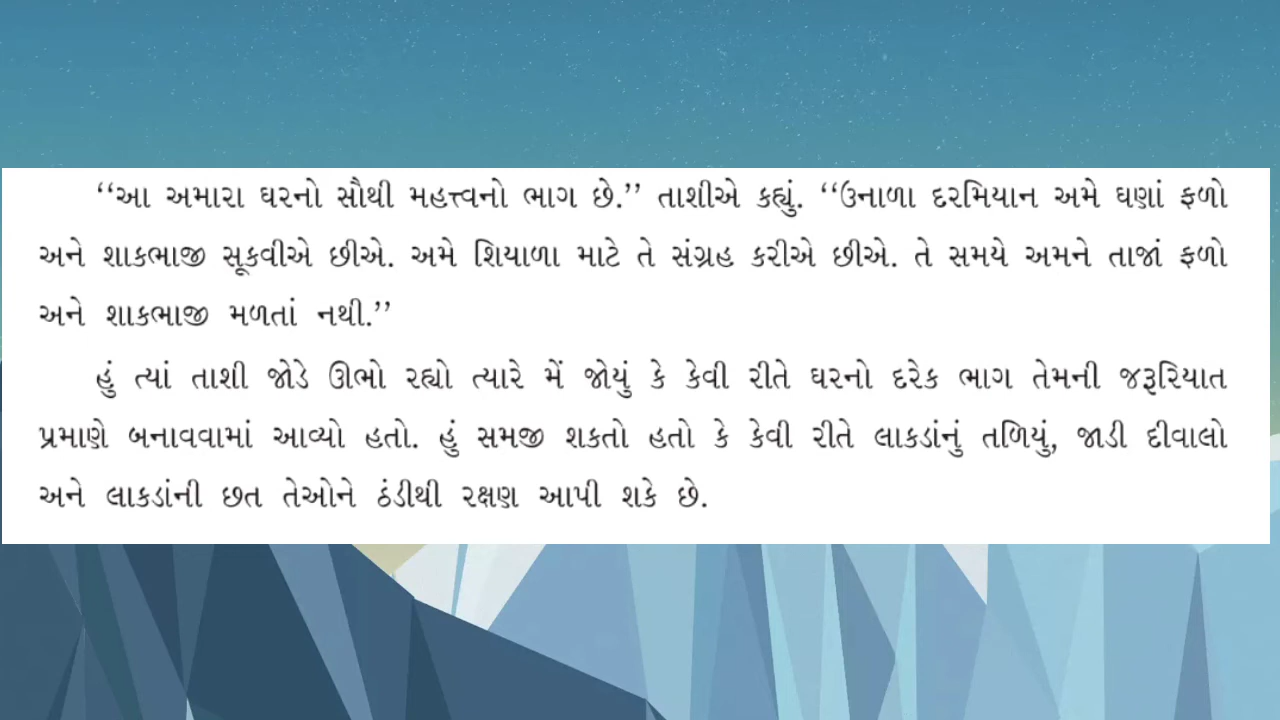 ‘‘આ અમારા ઘરનો સૌથી મહત્ત્વનો ભાગ છે.’’ તાશીએ કહ્યું. ‘‘ઉનાળા દરમિયાન અમે ઘણાં ફળો
અને શાકભાજી સૂકવીએ છીએ. અમે શિયાળા માટે તે સંગ્રહ કરીએ છીએ. તે સમયે અમને તાજાં ફળો
અને શાકભાજી મળતાં નથી.’’
હું ત્યાં તાશી જોડે ઊભો રહ્યો ત્યારે મેં જોયું કે કેવી રીતે ઘરનો દરેક ભાગ તેમની જરૂરિયાત
પ્રમાણે બનાવવામાં આવ્યો હતો. હું સમજી શકતો હતો કે કેવી રીતે લાકડાંનું તળિયું, જાડી દીવાલો
અને લાકડાંની છત તેઓને ઠંડીથી રક્ષણ આપી શકે છે.